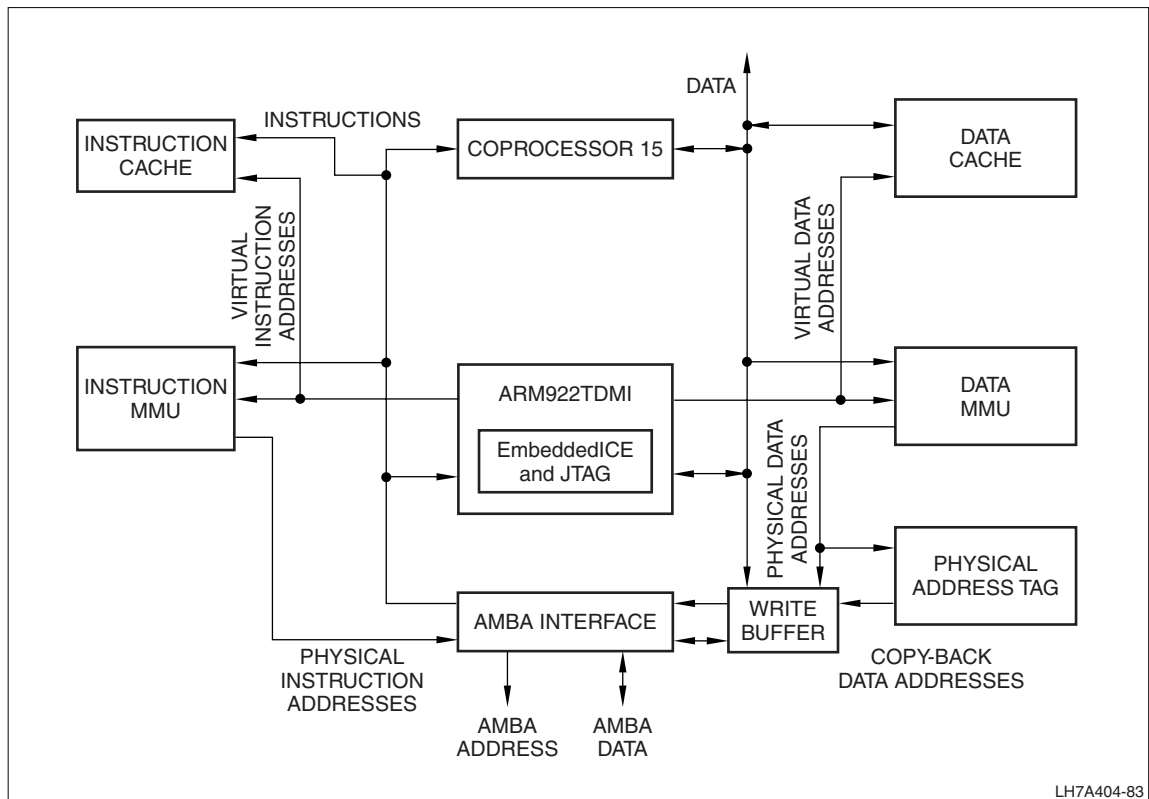 DATA
INSTRUCTIONS
INSTRUCTION
CACHE
COPROCESSOR 15
DATA
CACHE
VIRTUAL
INSTRUCTION
ADDRESSES
VIRTUAL DATA
ADDRESSES
INSTRUCTION
MMU
ARM922TDMI
EmbeddedICE
and JTAG
DATA
MMU
PHYSICAL DATA
ADDRESSES
PHYSICAL
ADDRESS TAG
AMBA INTERFACE
WRITE
BUFFER
PHYSICAL
INSTRUCTION
ADDRESSES
COPY-BACK
DATA ADDRESSES
AMBA
ADDRESS
AMBA
DATA
LH7A404-83